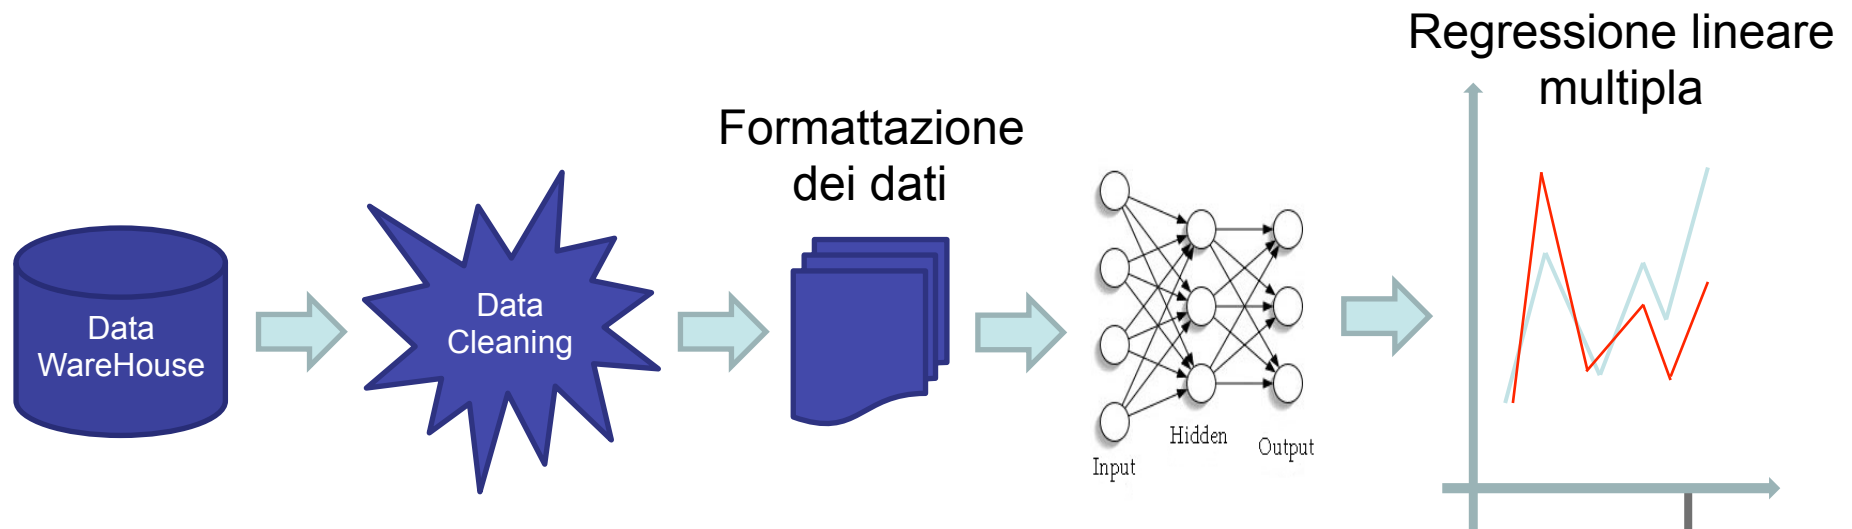 Data
WareHouse
Data
Cleaning
Formattazione
dei dati
Input
Hidden
Output
Regressione lineare
multipla